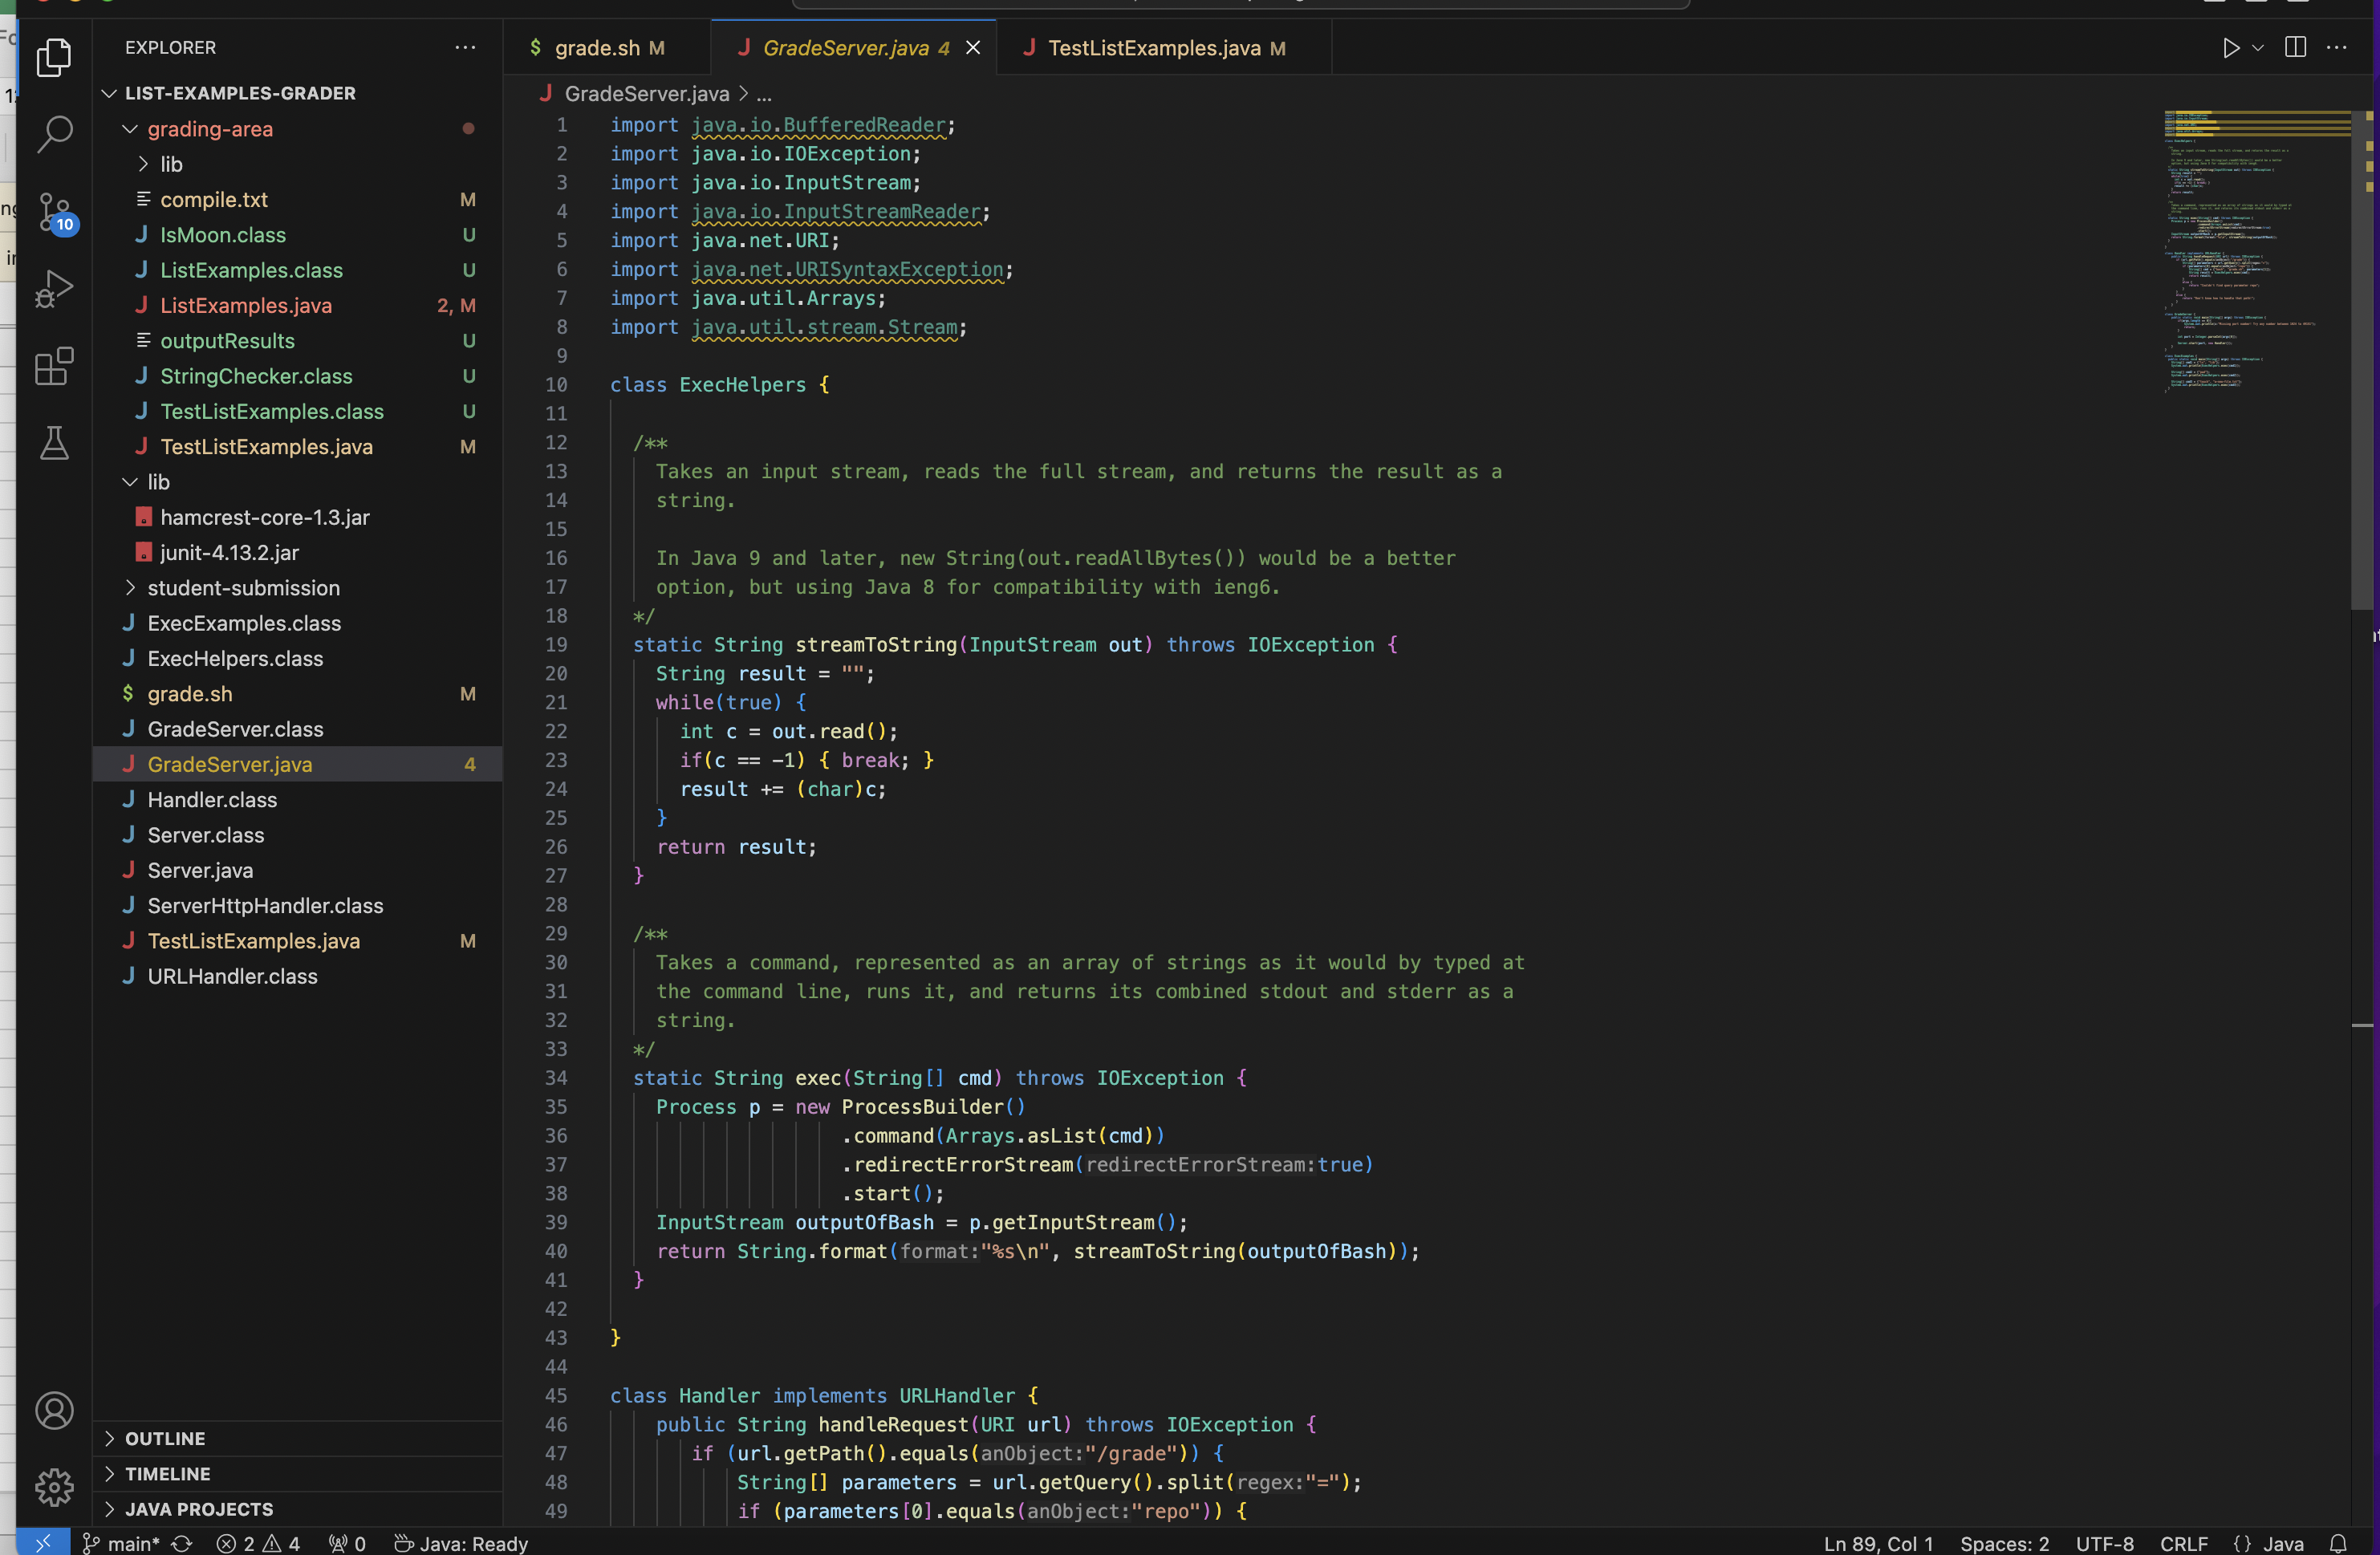 EXPLORER
LIST-EXAMPLES-GRADER
grading-area
lib
compile.txt M
IsMoon.class U
ListExamples.class U
ListExamples.java 2, M
outputResults U
StringChecker.class U
TestListExamples.class U
TestListExamples.java M
lib
hamcrest-core-1.3.jar
junit-4.13.2.jar
student-submission
ExecExamples.class
ExecHelpers.class
$ grade.sh M
GradeServer.class
GradeServer.java 4
Handler.class
Server.class
Server.java
ServerHttpHandler.class
TestListExamples.java M
URLHandler.class
OUTLINE
TIMELINE
JAVA PROJECTS
10
$ grade.sh M
J GradeServer.java 4
J TestListExamples.java M
J GradeServer.java > ...
1 import java.io.BufferedReader;
2 import java.io.IOException;
3 import java.io.InputStream;
4 import java.io.InputStreamReader;
5 import java.net.URI;
6 import java.net.URISyntaxException;
7 import java.util.Arrays;
8 import java.util.stream.Stream;
9
10 class ExecHelpers {
11
12 /**
13 Takes an input stream, reads the full stream, and returns the result as a
14 string.
15
16 In Java 9 and later, new String(out.readAllBytes()) would be a better
17 option, but using Java 8 for compatibility with ieng6.
18 */
19 static String streamToString(InputStream out) throws IOException {
20 String result = "";
21 while(true) {
22 int c = out.read();
23 if(c == -1) { break; }
24 result += (char)c;
25 }
26 return result;
27 }
28
29 /**
30 Takes a command, represented as an array of strings as it would by typed at
31 the command line, runs it, and returns its combined stdout and stderr as a
32 string.
33 */
34 static String exec(String[] cmd) throws IOException {
35 Process p = new ProcessBuilder()
36 .command(Arrays.asList(cmd))
37 .redirectErrorStream(redirectErrorStream:true)
38 .start();
39 InputStream outputOfBash = p.getInputStream();
40 return String.format(format:"%s\n", streamToString(outputOfBash));
41 }
42
43 }
44
45 class Handler implements URLHandler {
46 public String handleRequest(URI url) throws IOException {
47 if (url.getPath().equals(anObject:"/grade")) {
48 String[] parameters = url.getQuery().split(regex:"=");
49 if (parameters[0].equals(anObject:"repo")) {
main* 2 4 0 Java: Ready
Ln 89, Col 1 Spaces: 2 UTF-8 CRLF {} Java